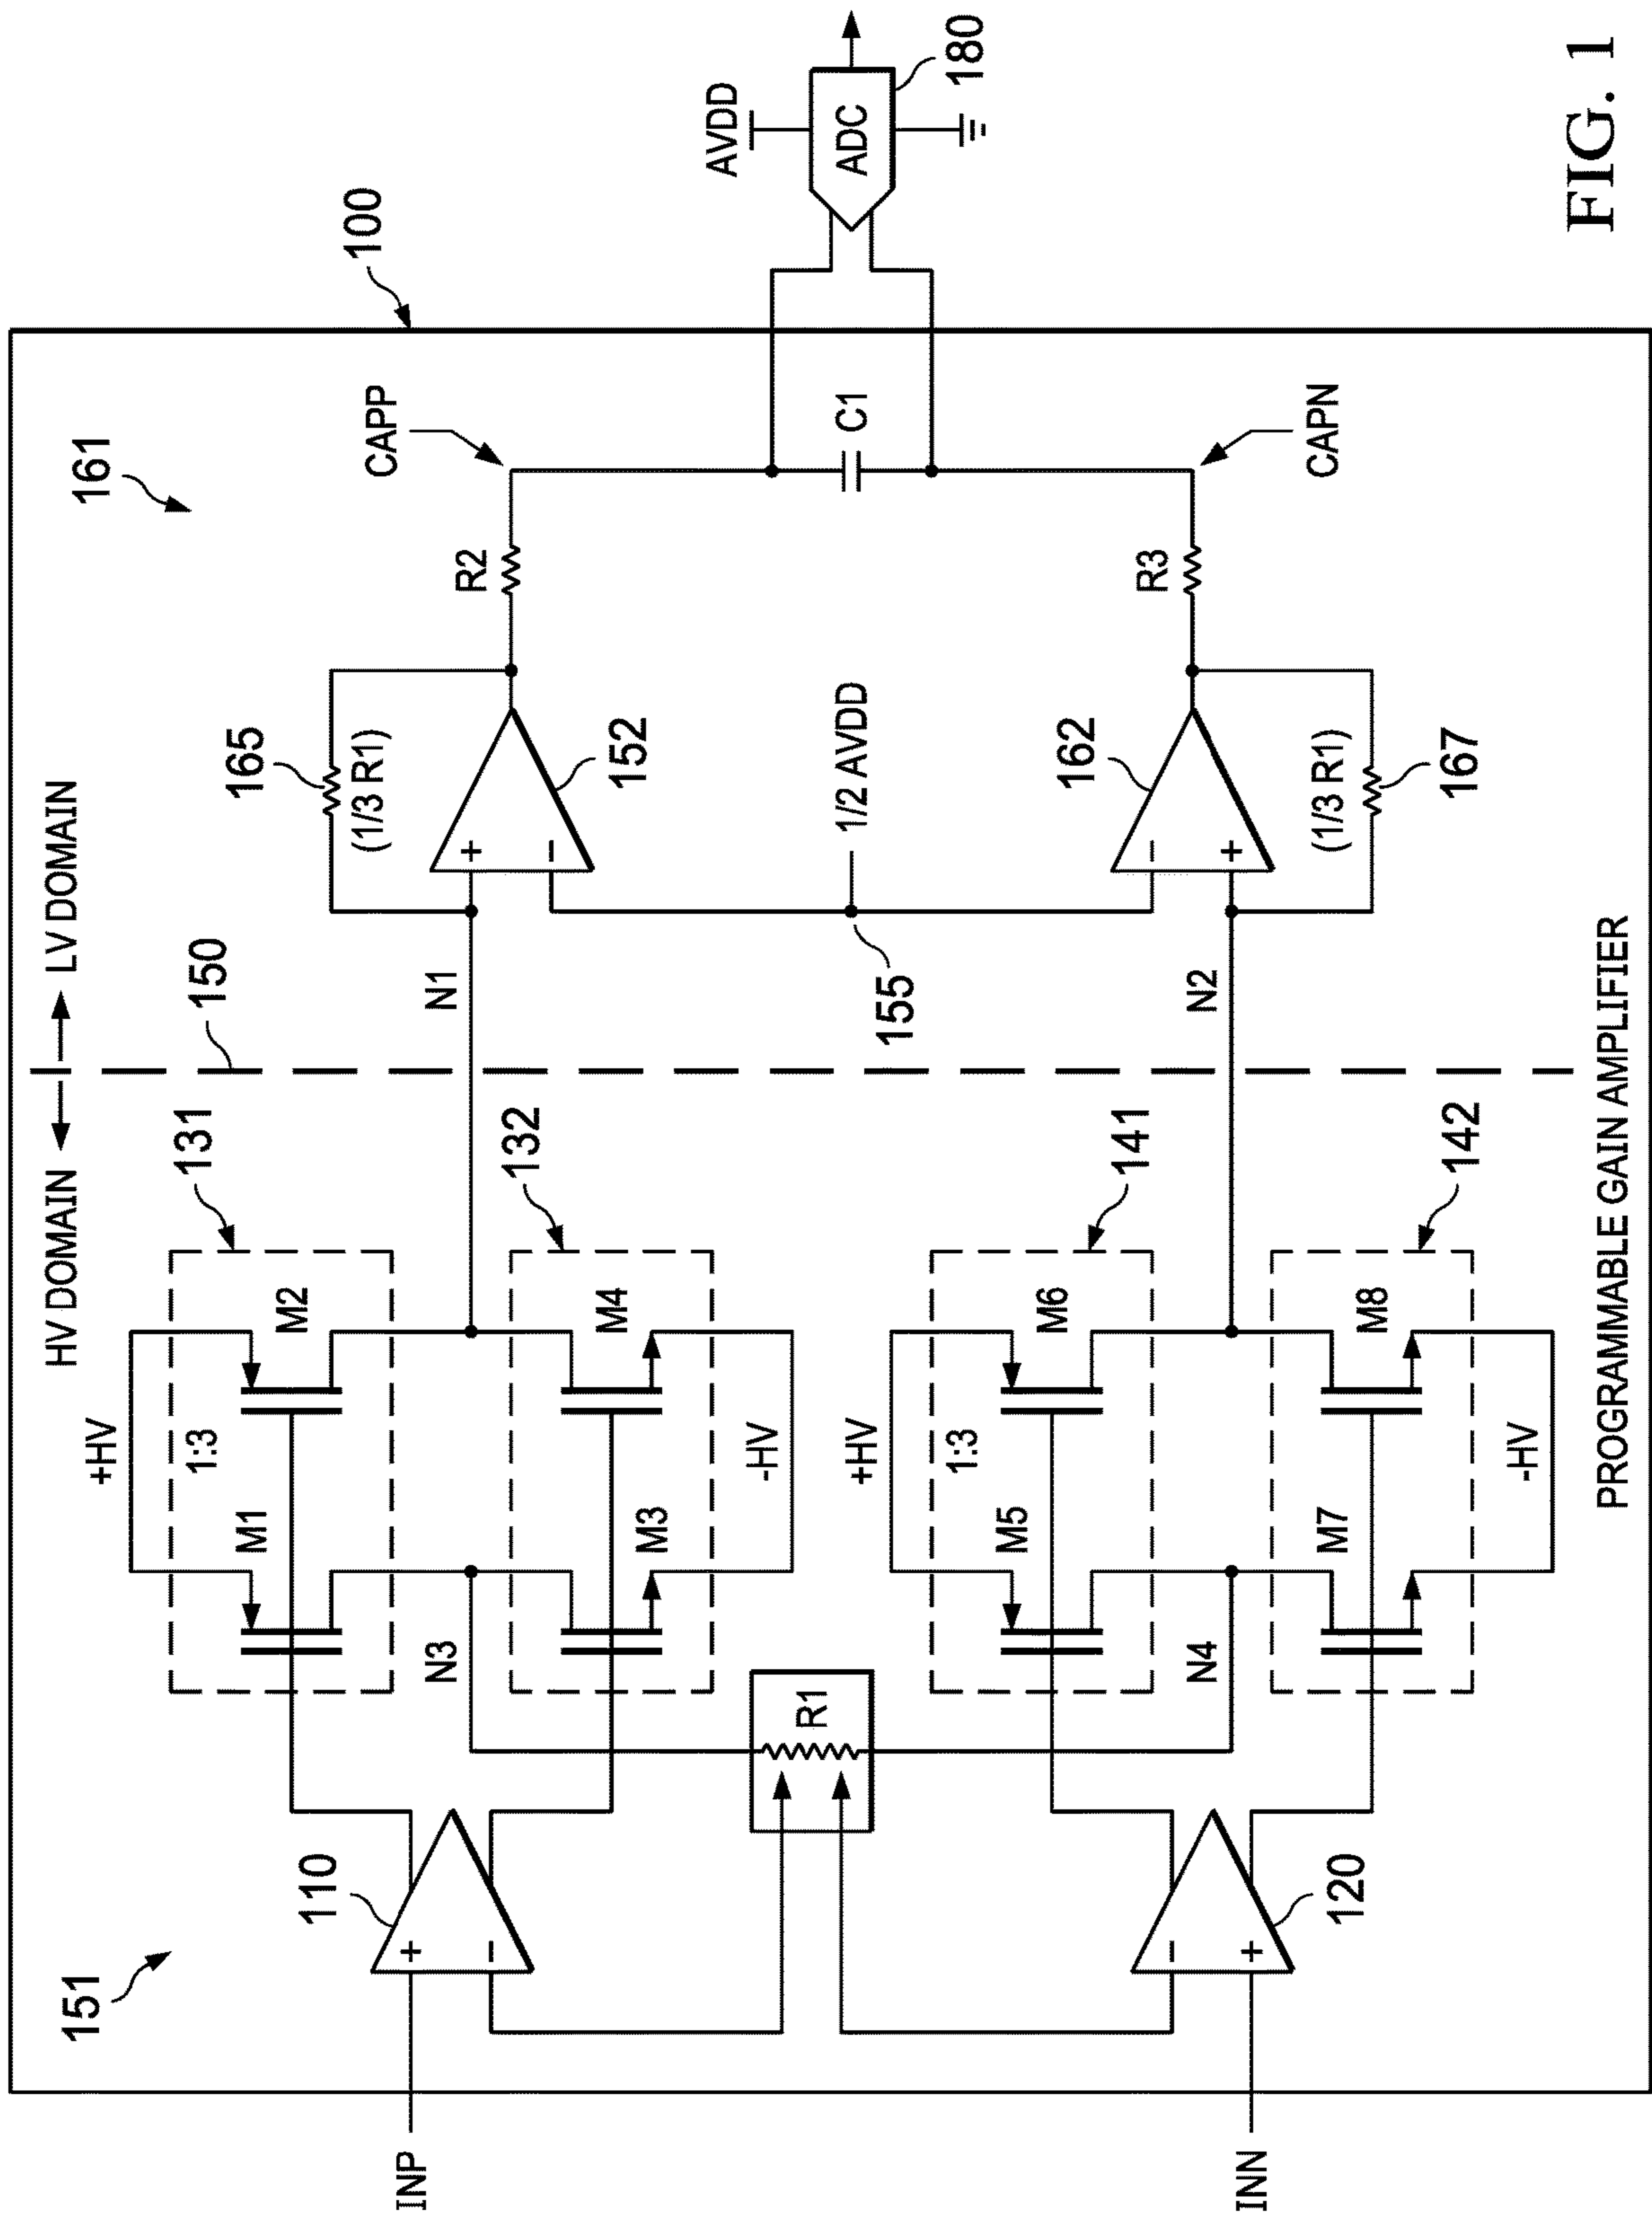 HV DOMAIN
LV DOMAIN
150
151
161
100
+HV
131
M1
1:3
M2
132
M3
M4
-HV
N3
N1
INP
110
+
-
R1
165
(1/3 R1)
+
-
152
R2
CAPP
AVDD
ADC
180
C1
1/2 AVDD
155
+HV
141
M5
1:3
M6
142
M7
M8
-HV
N4
N2
INN
120
-
+
162
-
+
(1/3 R1)
167
R3
CAPN
PROGRAMMABLE GAIN AMPLIFIER
FIG. 1